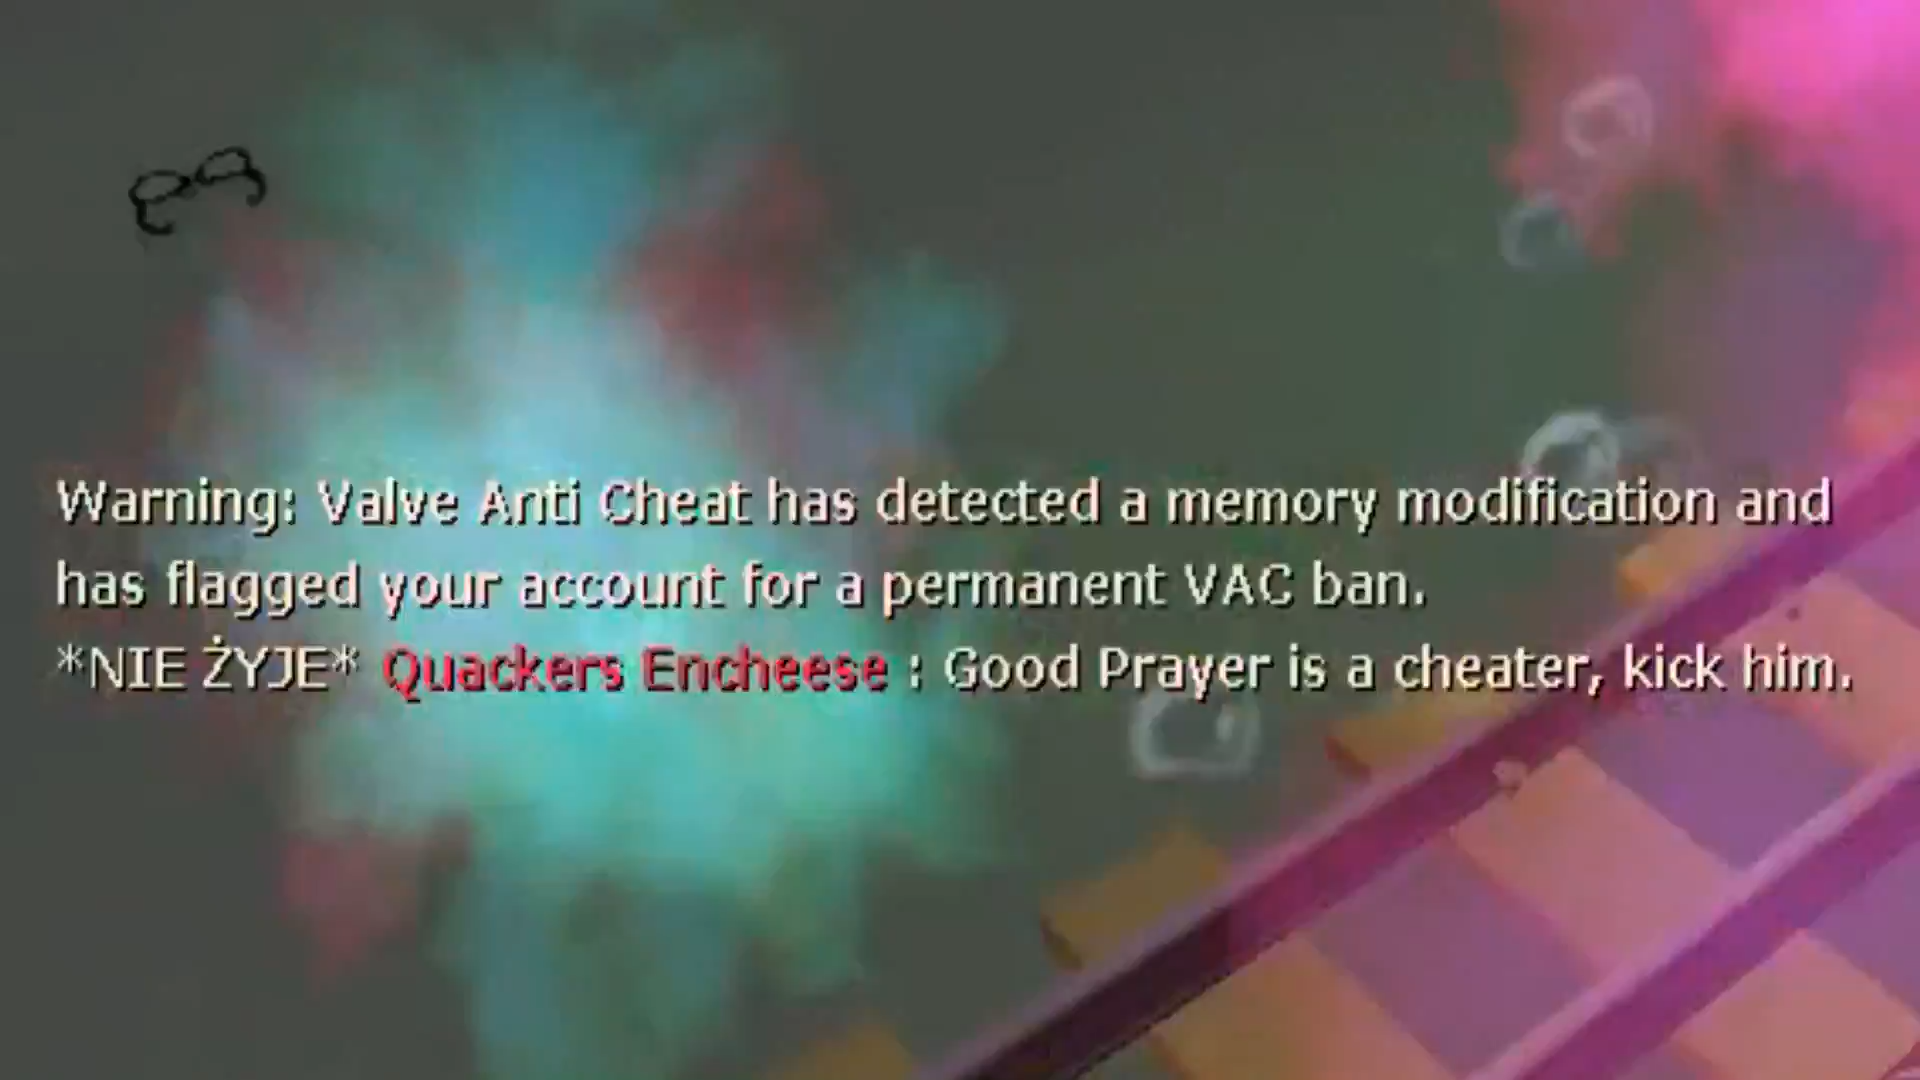 Warning: Valve Anti Cheat has detected a memory modification and
has flagged your account for a permanent VAC ban.
*NIE ŻYJE* Quackers Encheese : Good Prayer is a cheater, kick him.